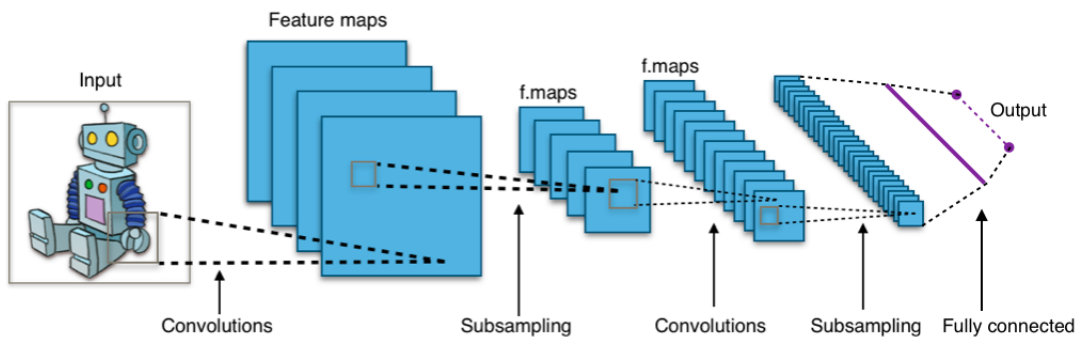 Feature maps
Input
f.maps
f.maps
Output
Convolutions
Subsampling
Convolutions
Subsampling
Fully connected